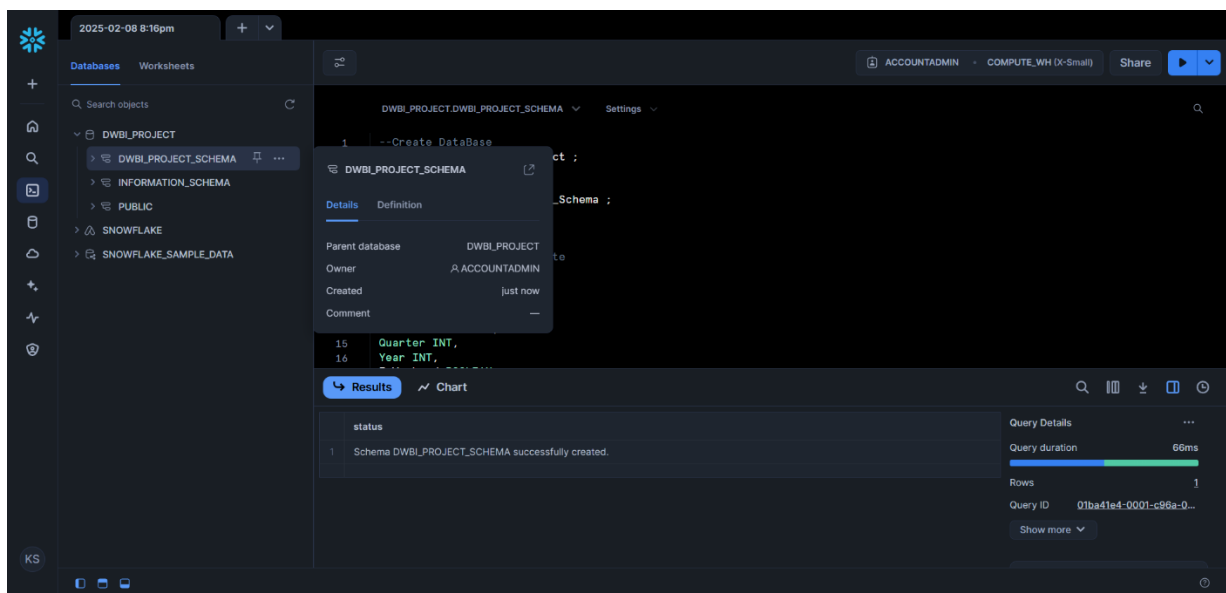 2025-02-08 8:16pm
Databases Worksheets
Search objects
DWBI_PROJECT
DWBI_PROJECT_SCHEMA
INFORMATION_SCHEMA
PUBLIC
SNOWFLAKE
SNOWFLAKE_SAMPLE_DATA
KS
ACCOUNTADMIN COMPUTE_WH (X-Small) Share
DWBI_PROJECT.DWBI_PROJECT_SCHEMA Settings
1 --Create DataBase
ct ;
_Schema ;
te
DWBI_PROJECT_SCHEMA
Details Definition
Parent database DWBI_PROJECT
Owner ACCOUNTADMIN
Created just now
Comment —
15 Quarter INT,
16 Year INT,
Results Chart
status
1 Schema DWBI_PROJECT_SCHEMA successfully created.
Query Details
Query duration 66ms
Rows 1
Query ID 01ba41e4-0001-c96a-0...
Show more